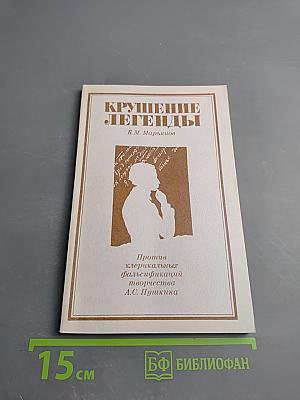 КРУШЕНИЕ
ЛЕГЕНДЫ
Б.М. Марьянов
Против
клерикальных
фальсификаций
творчества
А.С. Пушкина
15 см
БФ БИБЛИОФАН